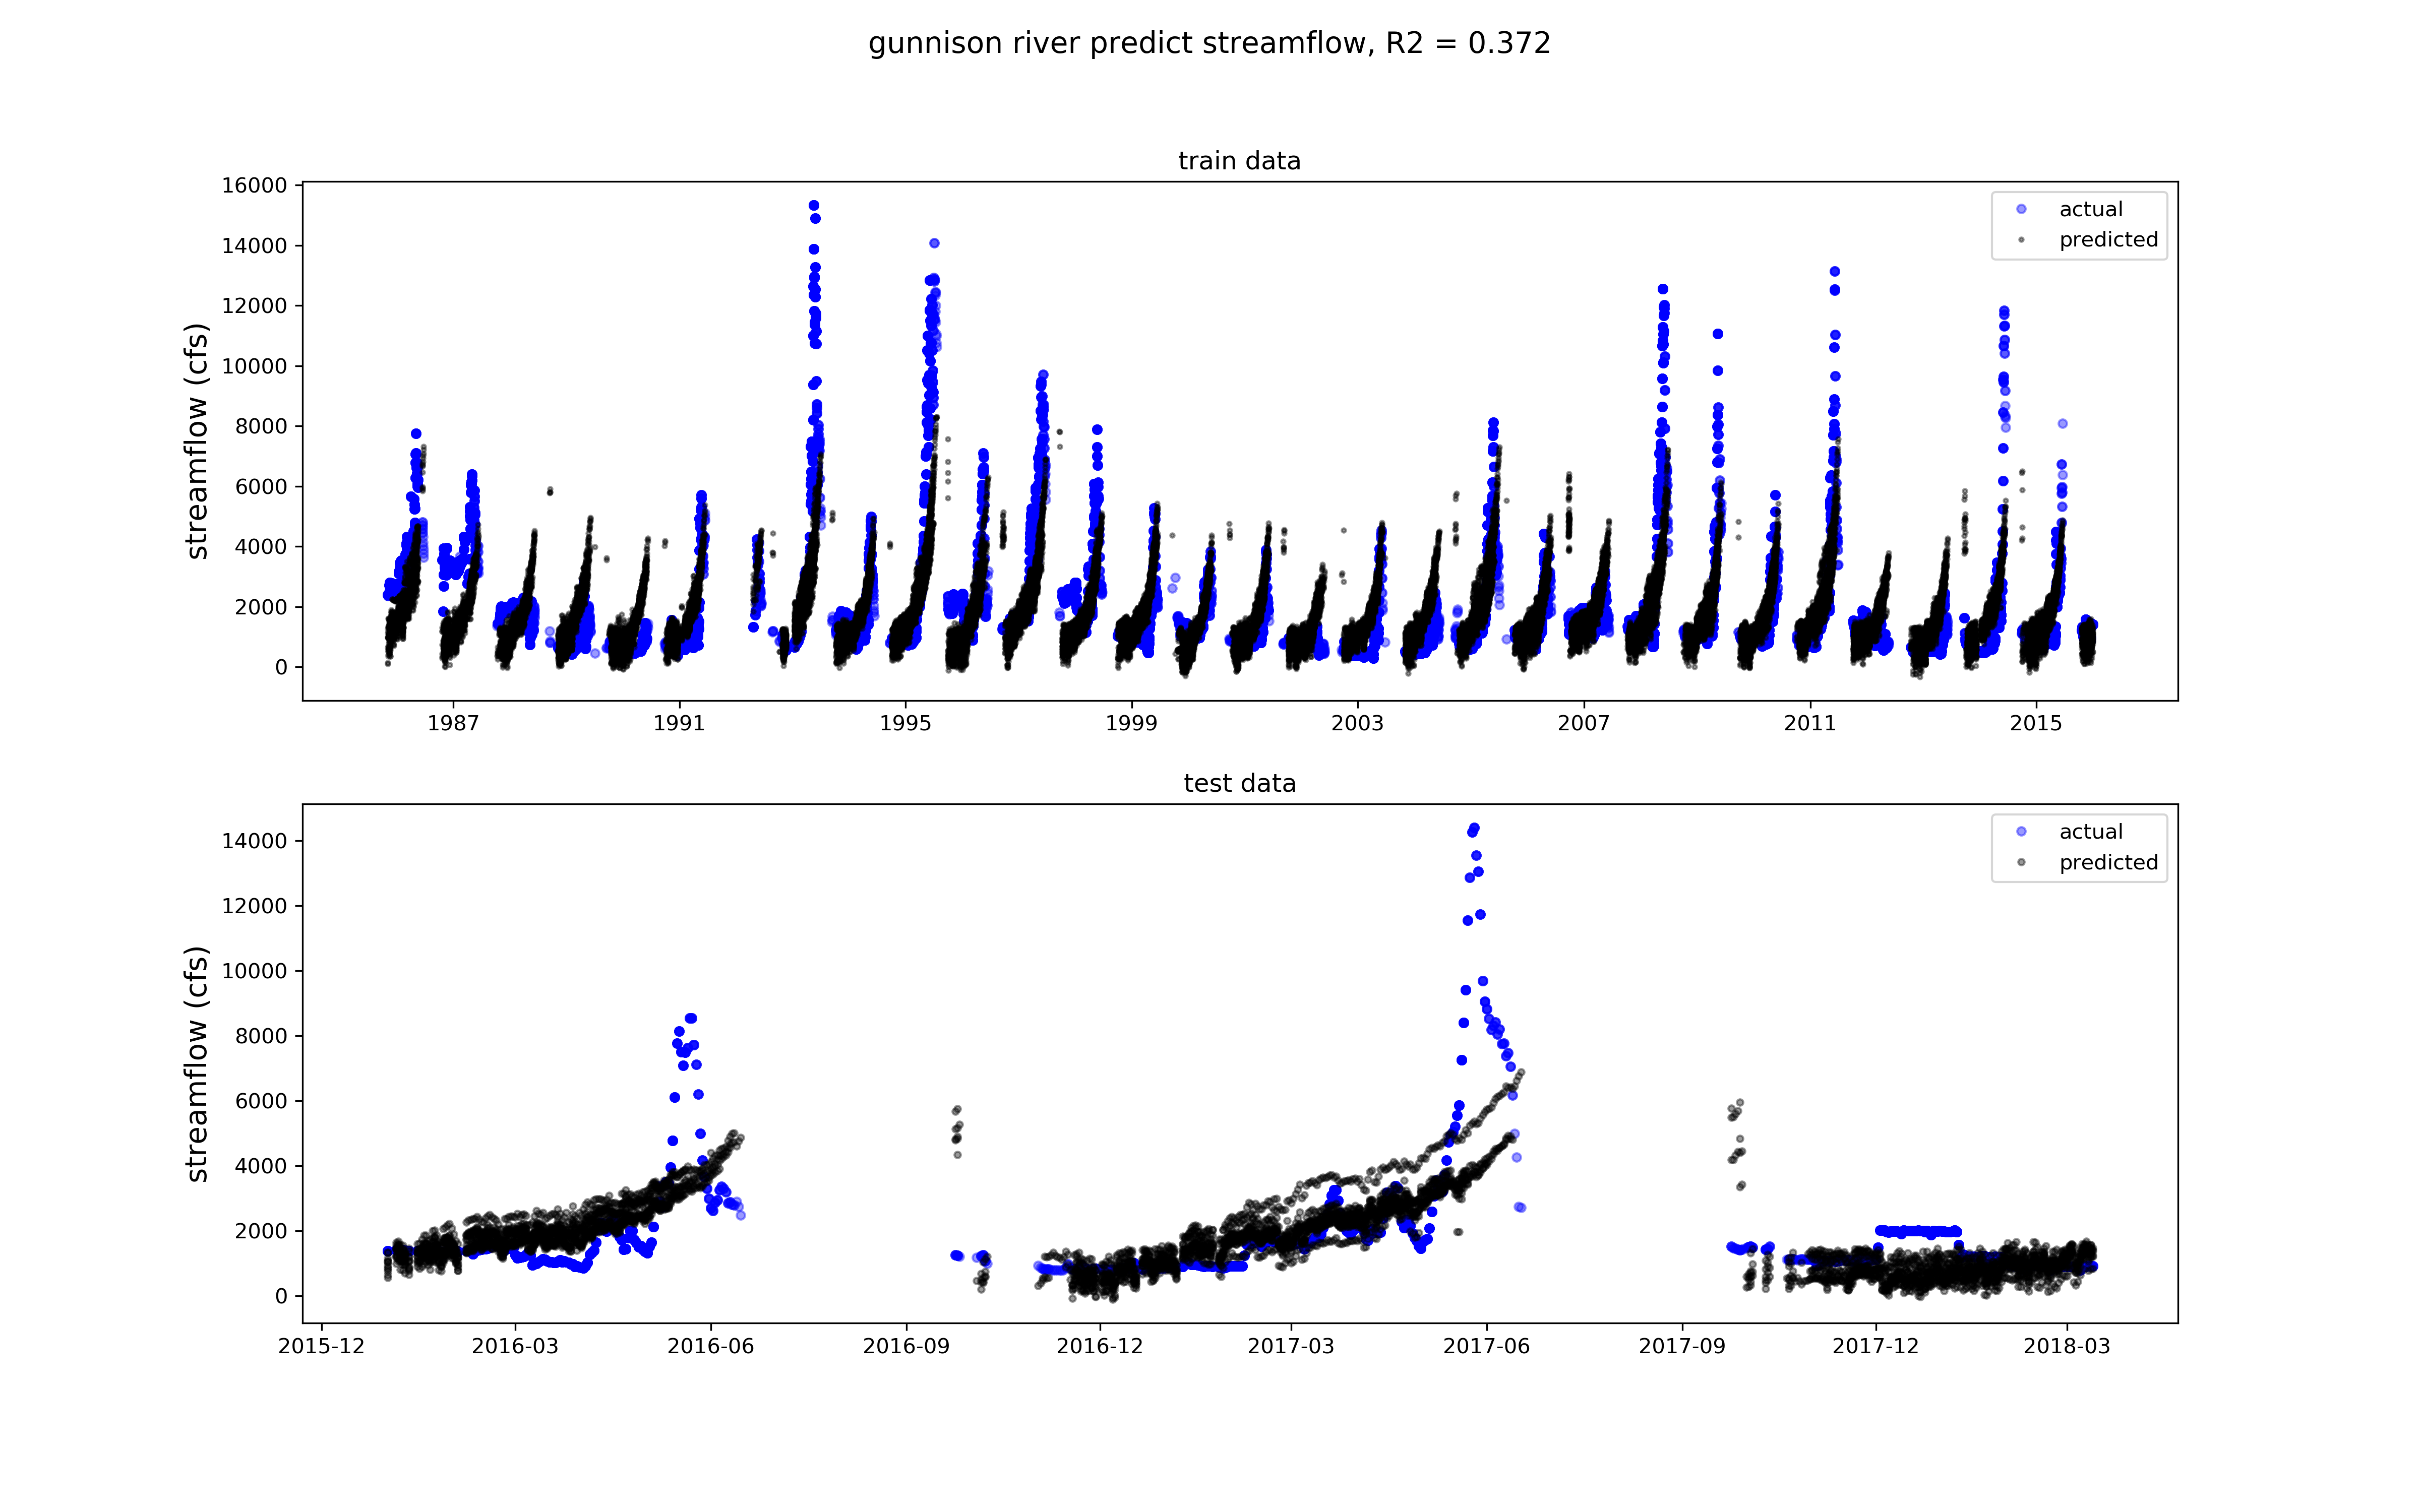 gunnison river predict streamflow, R2 = 0.372
train data
streamflow (cfs)
16000
14000
12000
10000
8000
6000
4000
2000
0
actual
predicted
1987 1991 1995 1999 2003 2007 2011 2015
test data
streamflow (cfs)
14000
12000
10000
8000
6000
4000
2000
0
actual
predicted
2015-12 2016-03 2016-06 2016-09 2016-12 2017-03 2017-06 2017-09 2017-12 2018-03